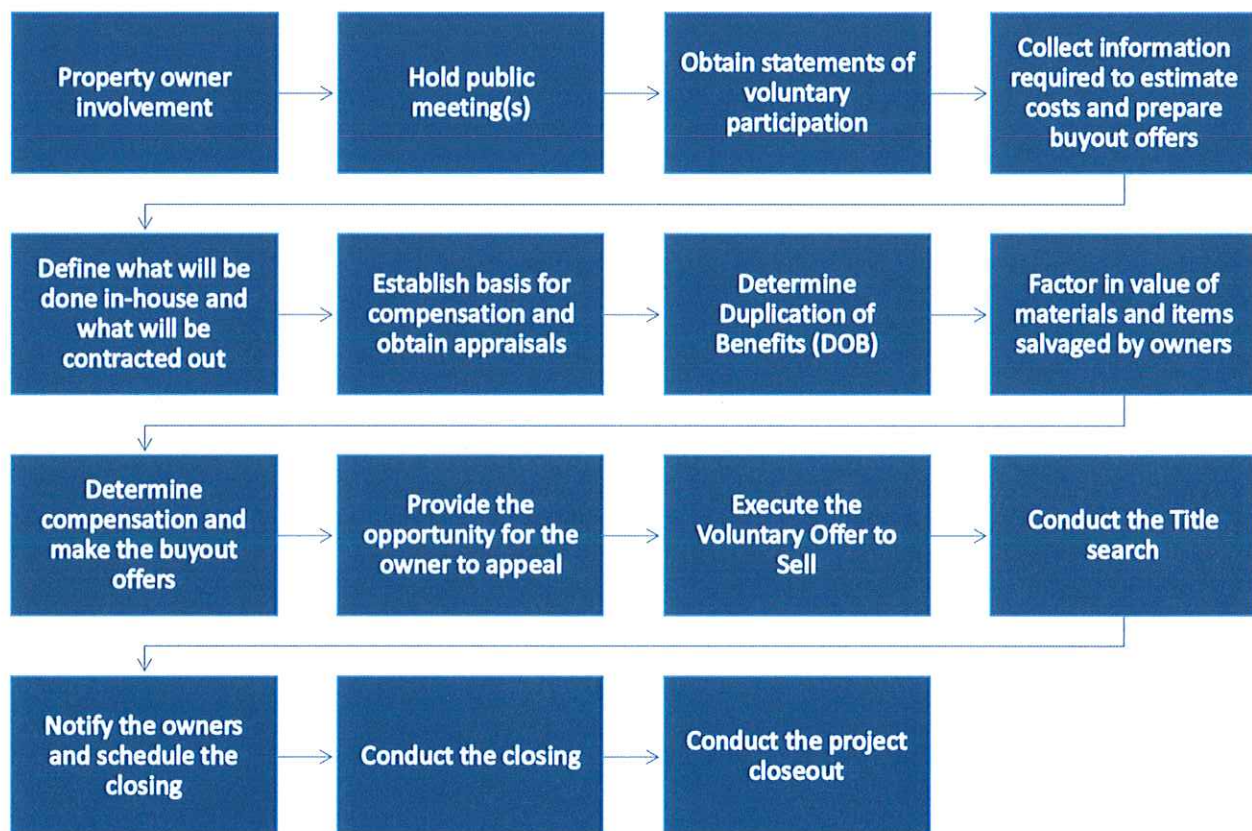 Property owner
involvement
Hold public
meeting(s)
Obtain statements of
voluntary
participation
Collect information
required to estimate
costs and prepare
buyout offers
Define what will be
done in-house and
what will be
contracted out
Establish basis for
compensation and
obtain appraisals
Determine
Duplication of
Benefits (DOB)
Factor in value of
materials and items
salvaged by owners
Determine
compensation and
make the buyout
offers
Provide the
opportunity for the
owner to appeal
Execute the
Voluntary Offer to
Sell
Conduct the Title
search
Notify the owners
and schedule the
closing
Conduct the closing
Conduct the project
closeout